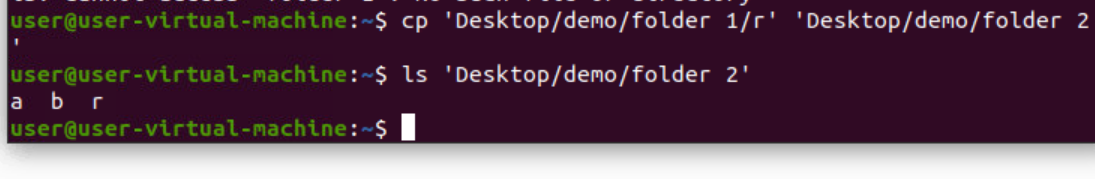 user@user-virtual-machine:~$ cp 'Desktop/demo/folder 1/r' 'Desktop/demo/folder 2
'
user@user-virtual-machine:~$ ls 'Desktop/demo/folder 2'
a  b  r
user@user-virtual-machine:~$